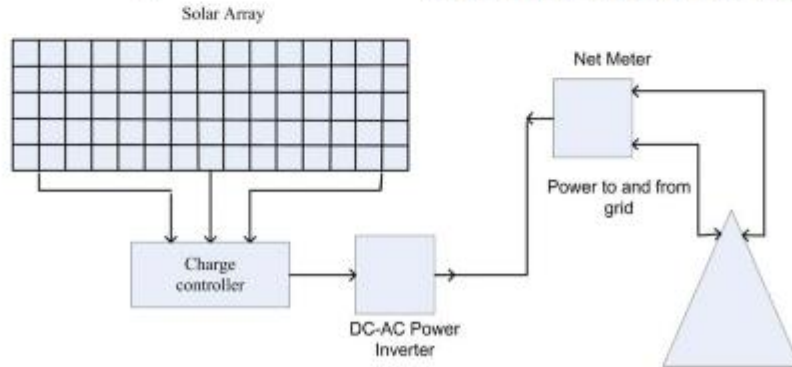 Solar Array
Net Meter
Power to and from
grid
Charge
controller
DC-AC Power
Inverter